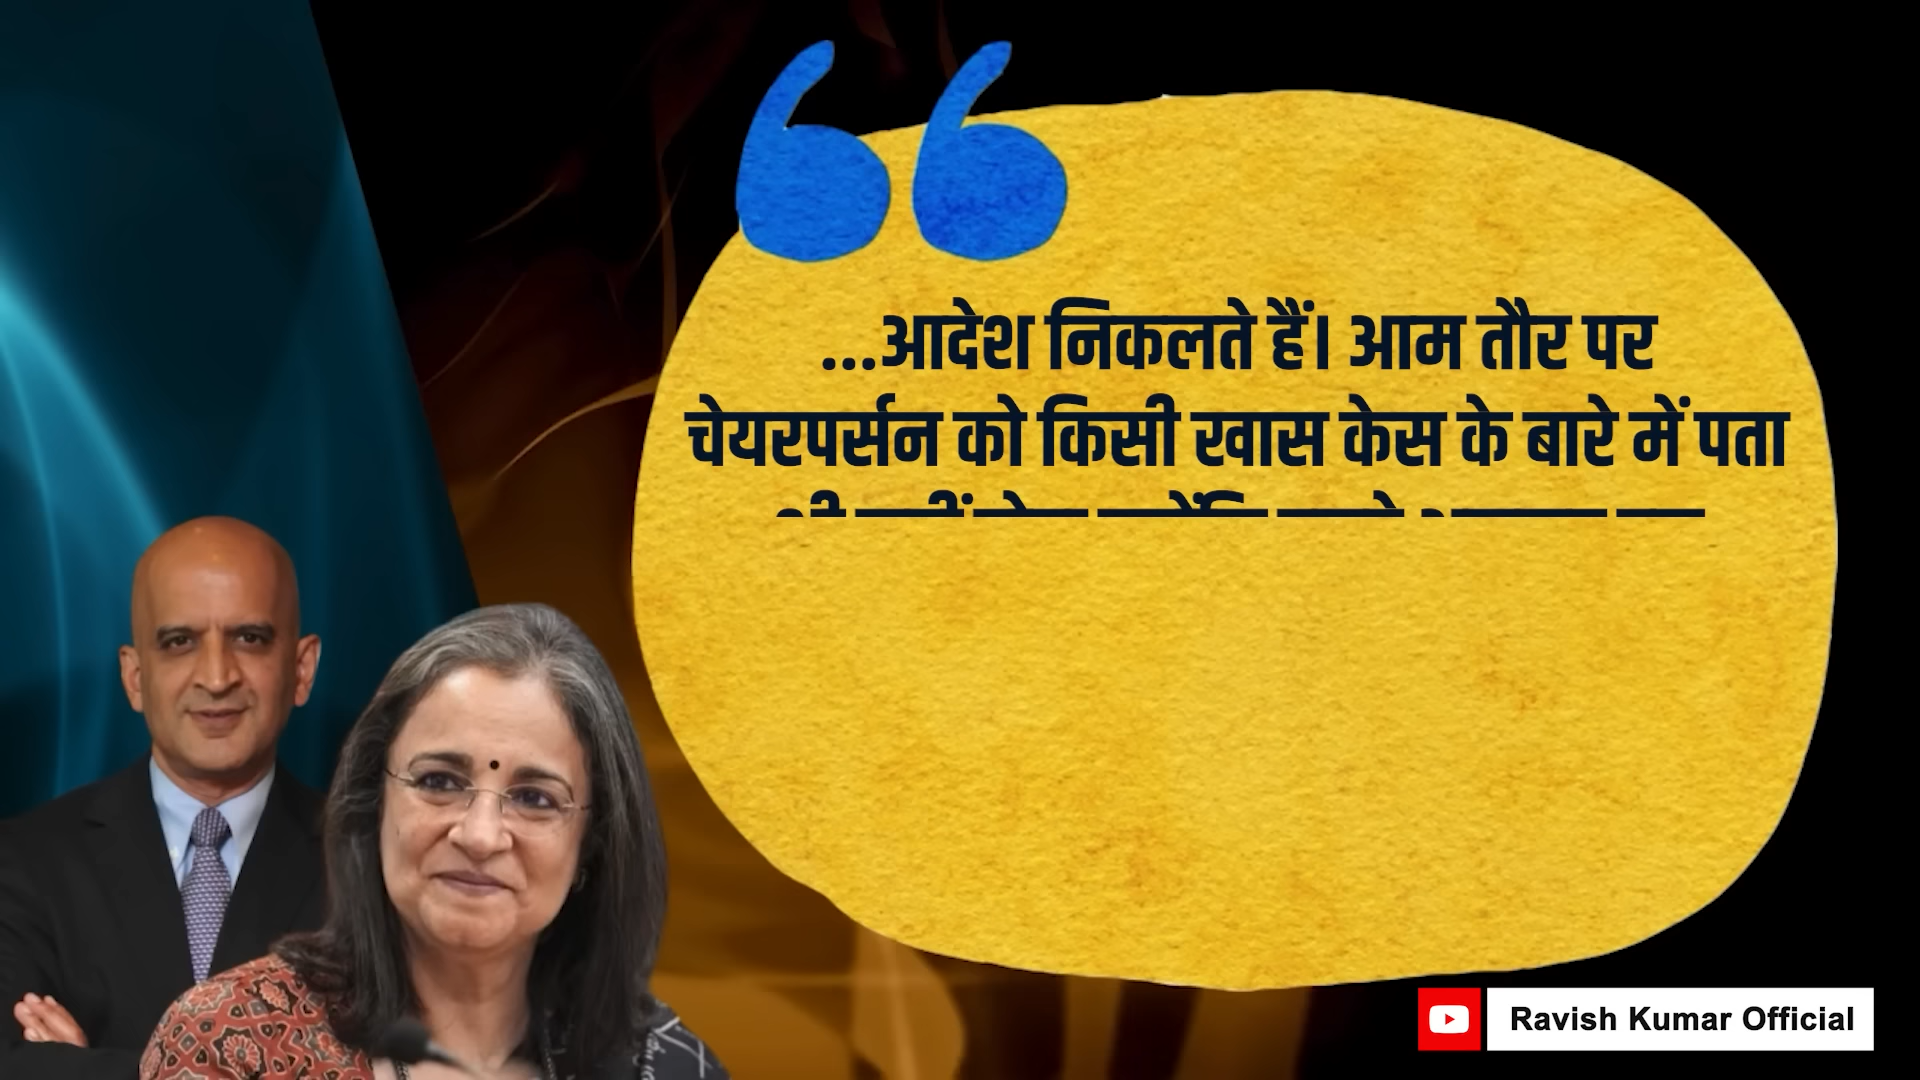 ...आदेश निकलते हैं। आम तौर पर
चेयरपर्सन को किसी खास केस के बारे में पता
Ravish Kumar Official